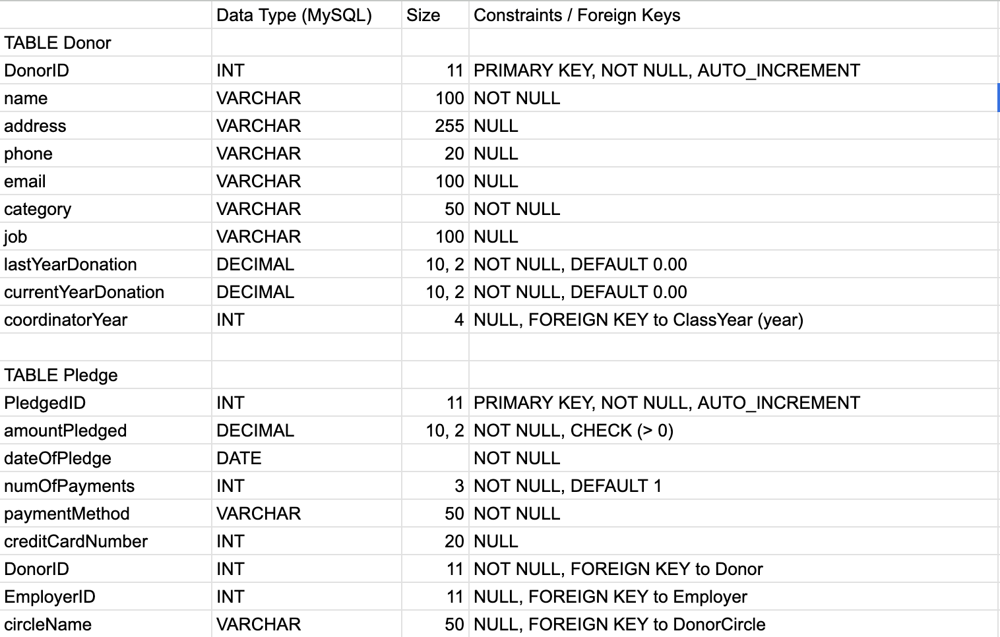 Data Type (MySQL) Size Constraints / Foreign Keys
TABLE Donor
DonorID INT 11 PRIMARY KEY, NOT NULL, AUTO_INCREMENT
name VARCHAR 100 NOT NULL
address VARCHAR 255 NULL
phone VARCHAR 20 NULL
email VARCHAR 100 NULL
category VARCHAR 50 NOT NULL
job VARCHAR 100 NULL
lastYearDonation DECIMAL 10, 2 NOT NULL, DEFAULT 0.00
currentYearDonation DECIMAL 10, 2 NOT NULL, DEFAULT 0.00
coordinatorYear INT 4 NULL, FOREIGN KEY to ClassYear (year)
TABLE Pledge
PledgedID INT 11 PRIMARY KEY, NOT NULL, AUTO_INCREMENT
amountPledged DECIMAL 10, 2 NOT NULL, CHECK (> 0)
dateOfPledge DATE NOT NULL
numOfPayments INT 3 NOT NULL, DEFAULT 1
paymentMethod VARCHAR 50 NOT NULL
creditCardNumber INT 20 NULL
DonorID INT 11 NOT NULL, FOREIGN KEY to Donor
EmployerID INT 11 NULL, FOREIGN KEY to Employer
circleName VARCHAR 50 NULL, FOREIGN KEY to DonorCircle